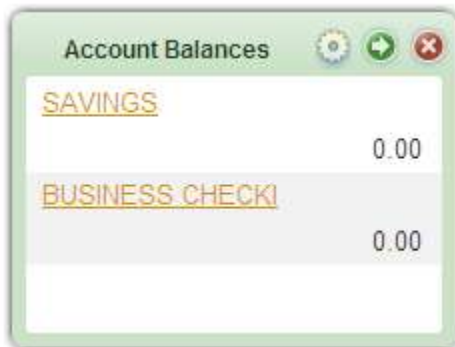 Account Balances
SAVINGS
0.00
BUSINESS CHECKI
0.00